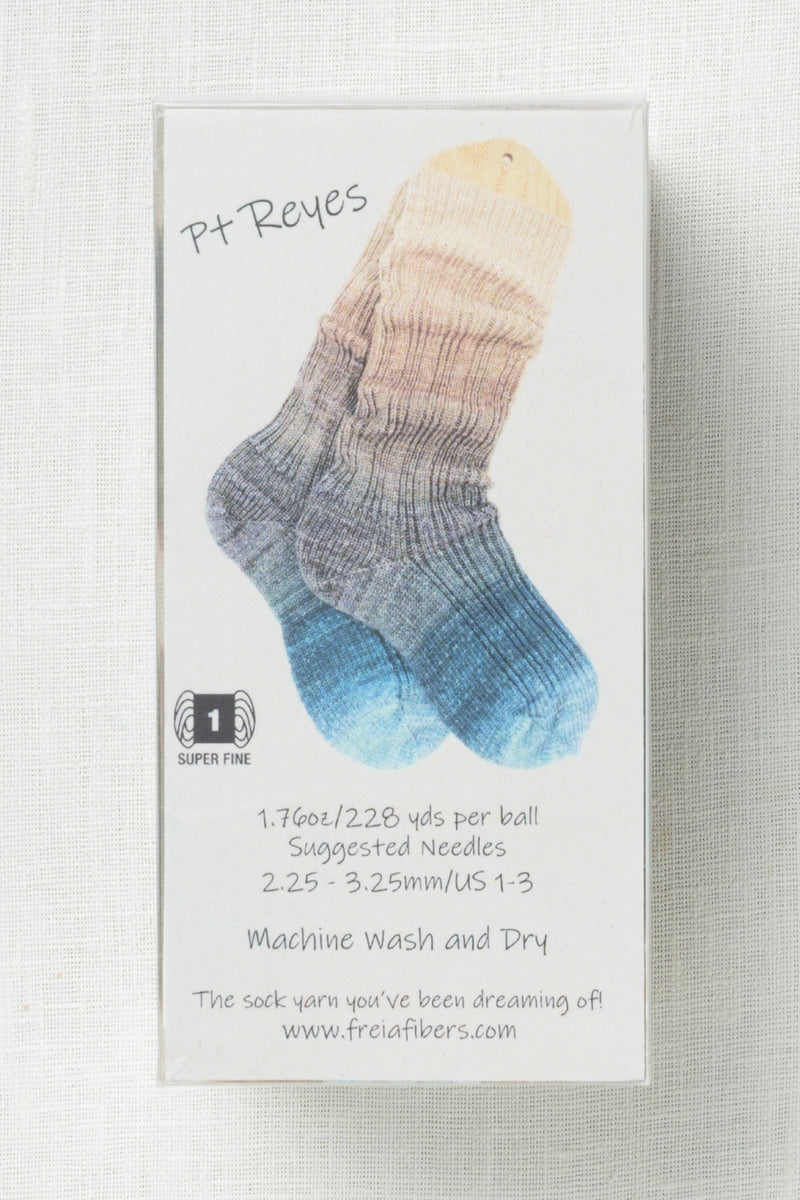 Pt Reyes
1
SUPER FINE
1.76oz/228 yds per ball
Suggested Needles
2.25 - 3.25mm/US 1-3
Machine Wash and Dry
The sock yarn you've been dreaming of!
www.freiafibers.com